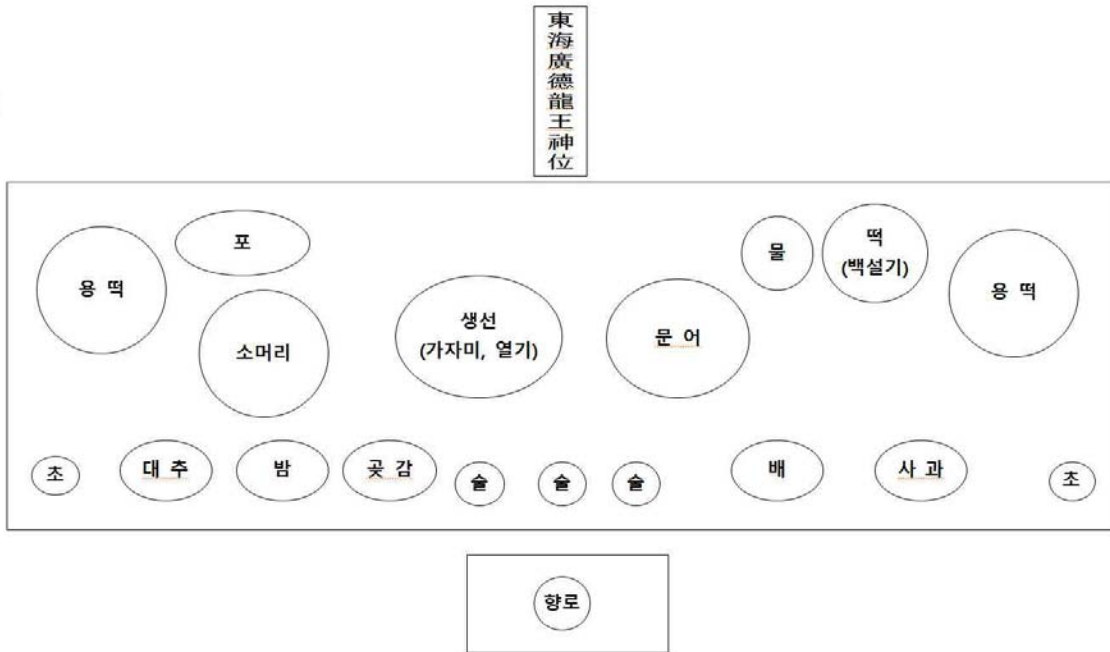 東海廣德龍王神位
포
물
떡
(백설기)
용 떡
용 떡
생선
(가자미, 열기)
문 어
소머리
대 추
밤
곶 감
배
사 과
초
술
술
술
초
향로